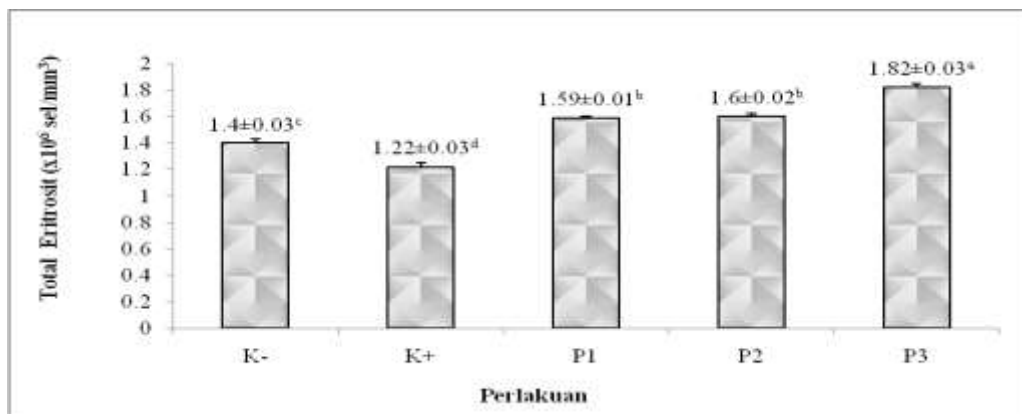 Total Eritrosit (x10⁶ sel/mm³)
2
1.8
1.6
1.4
1.2
1
0.8
0.6
0.4
0.2
0
1.4±0.03ᶜ
1.22±0.03ᵈ
1.59±0.01ᵇ
1.6±0.02ᵇ
1.82±0.03ᵃ
K- K+ P1 P2 P3
Perlakuan